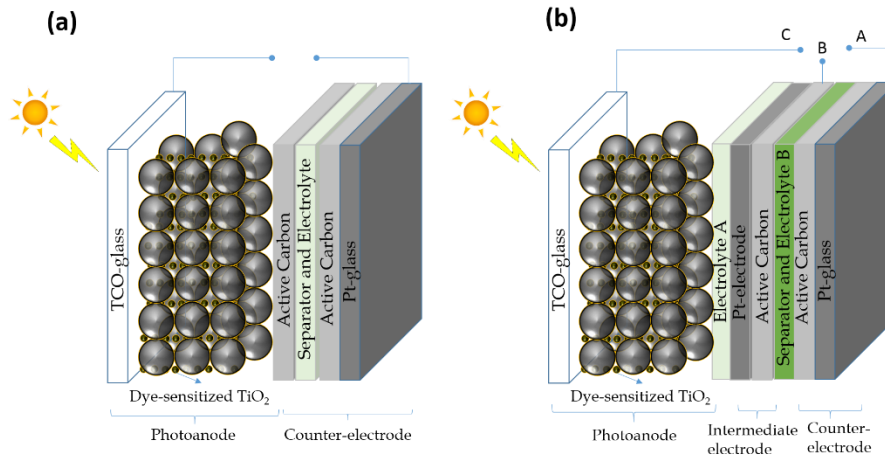 (a)
TCO-glass
Active Carbon
Separator and Electrolyte
Active Carbon
Pt-glass
Dye-sensitized TiO₂
Photoanode
Counter-electrode
(b)
C
B
A
TCO-glass
Electrolyte A
Pt-electrode
Active Carbon
Separator and Electrolyte B
Active Carbon
Pt-glass
Dye-sensitized TiO₂
Photoanode
Intermediate
electrode
Counter-
electrode